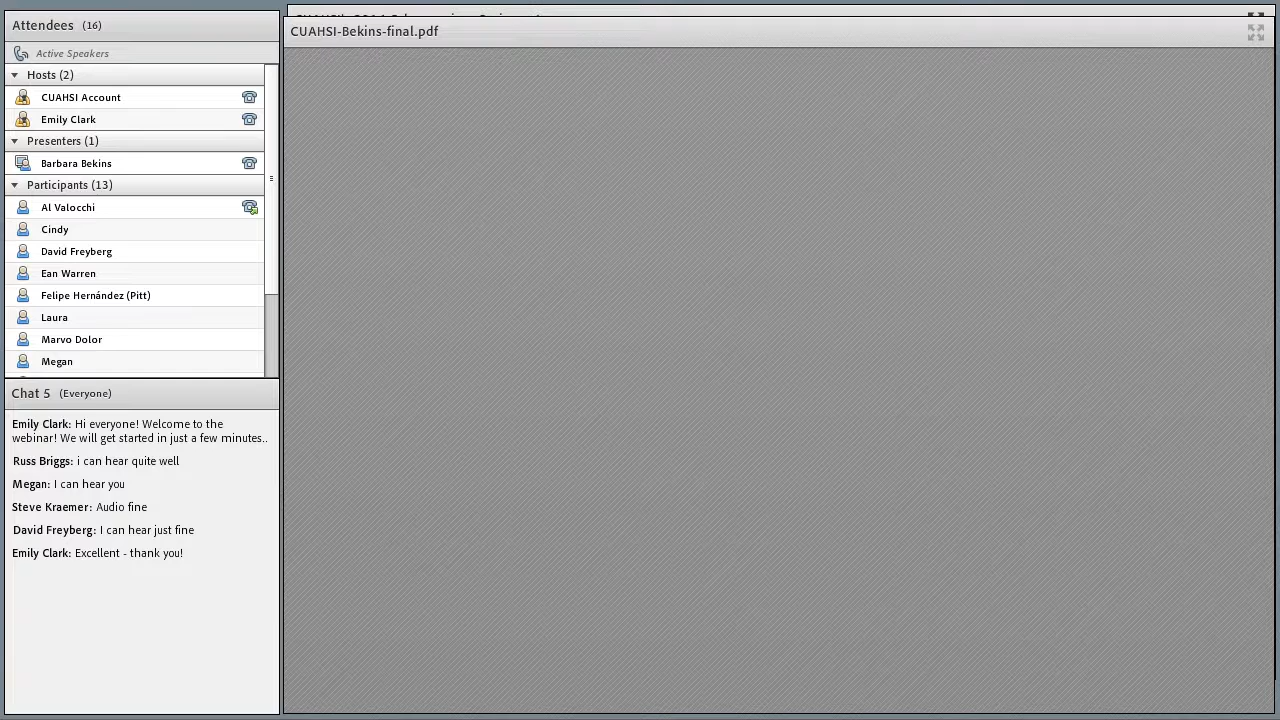 Attendees (16)
Active Speakers
Hosts (2)
CUAHSI Account
Emily Clark
Presenters (1)
Barbara Bekins
Participants (13)
Al Valocchi
Cindy
David Freyberg
Ean Warren
Felipe Hernández (Pitt)
Laura
Marvo Dolor
Megan
Chat 5 (Everyone)
Emily Clark: Hi everyone! Welcome to the
webinar! We will get started in just a few minutes..
Russ Briggs: i can hear quite well
Megan: I can hear you
Steve Kraemer: Audio fine
David Freyberg: I can hear just fine
Emily Clark: Excellent - thank you!
CUAHSI-Bekins-final.pdf